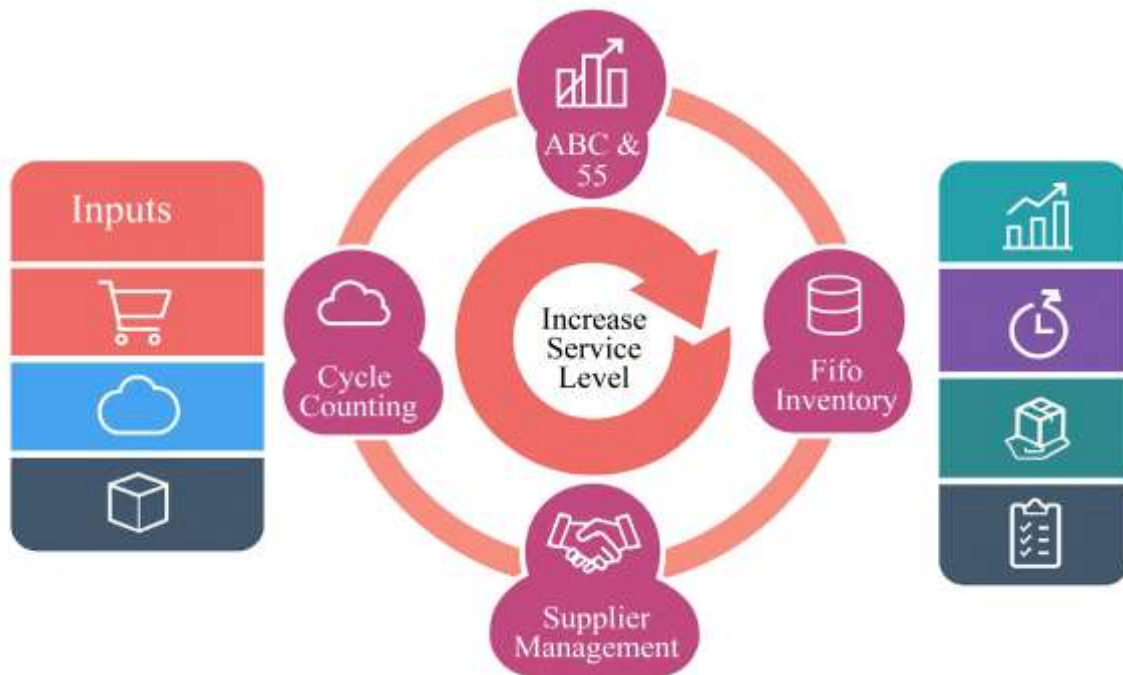 ABC &
55
Inputs
Increase
Service
Level
Cycle
Counting
Fifo
Inventory
Supplier
Management